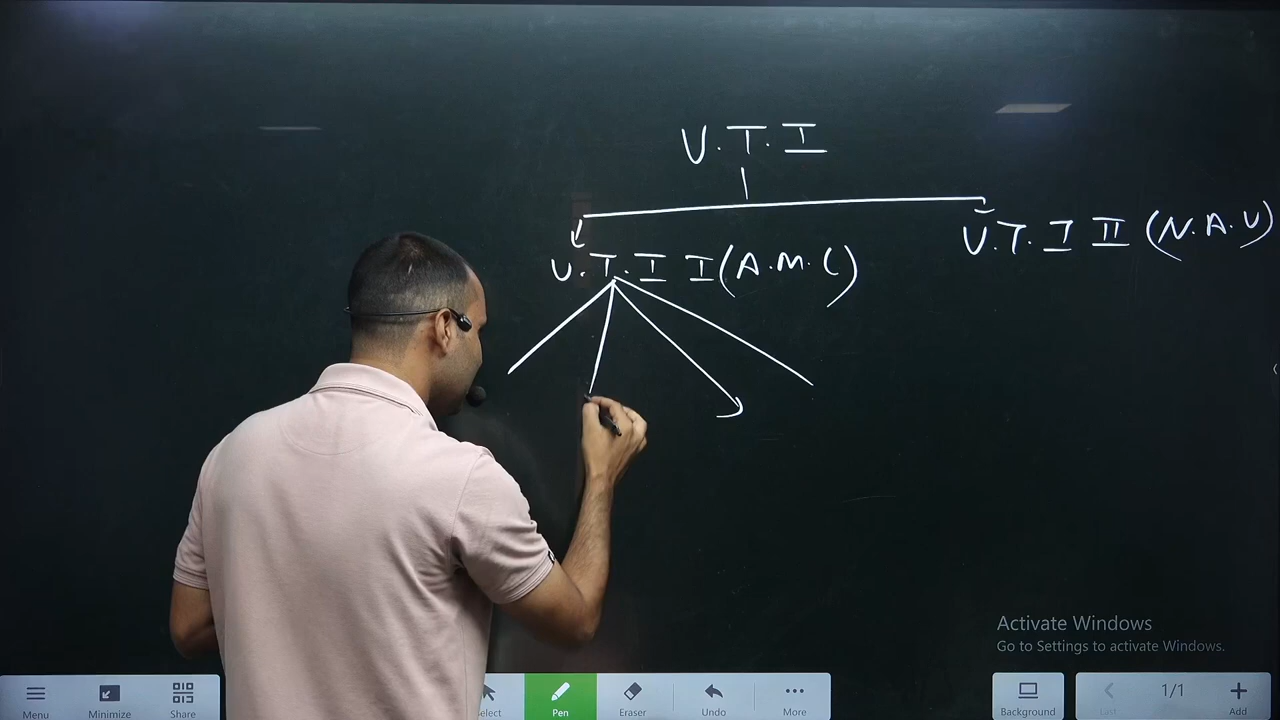 U.T.I
U.T.I I (A.M.C)
U.T.I II (N.A.V)
Activate Windows
Go to Settings to activate Windows.
Menu
Minimize
Share
Select
Pen
Eraser
Undo
More
Background
1/1
Last
Add